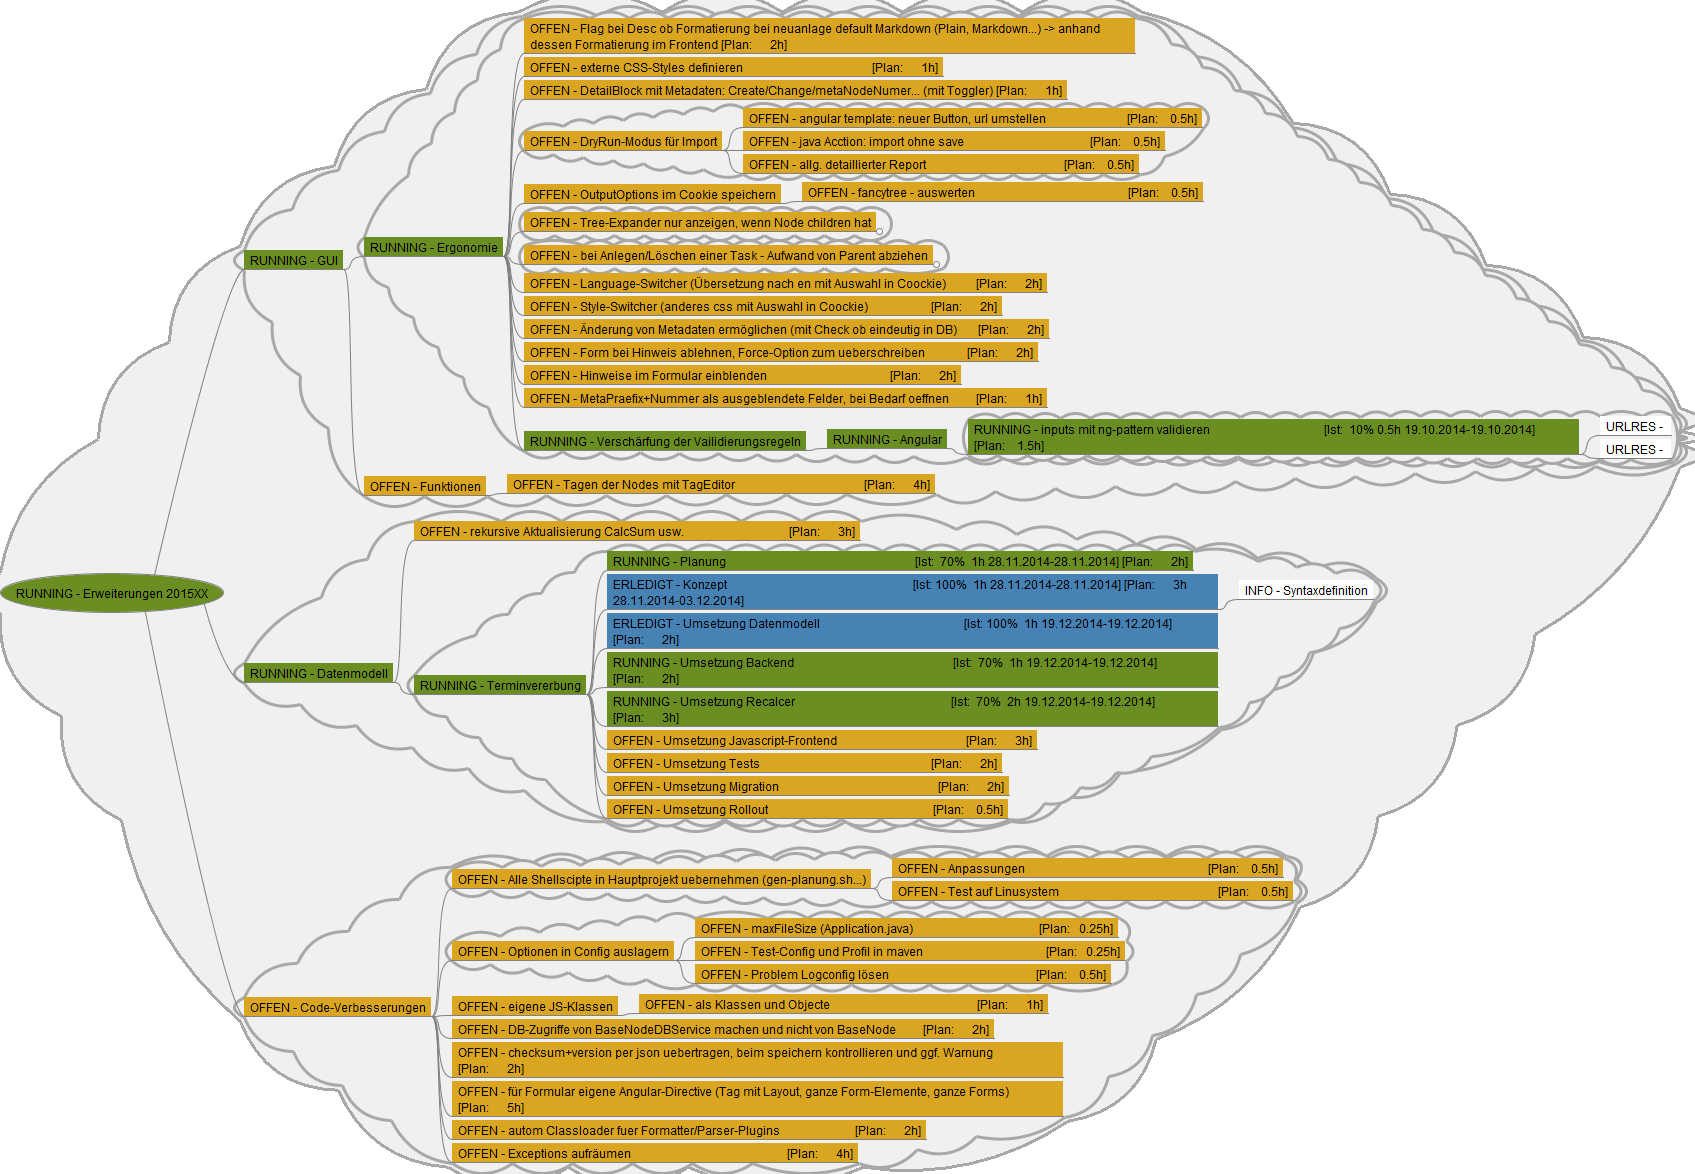 OFFEN - Flag bei Desc ob Formatierung bei neuanlage default Markdown (Plain, Markdown...) -> anhand
dessen Formatierung im Frontend [Plan: 2h]
OFFEN - externe CSS-Styles definieren [Plan: 1h]
OFFEN - DetailBlock mit Metadaten: Create/Change/metaNodeNumer... (mit Toggler) [Plan: 1h]
OFFEN - DryRun-Modus für Import
OFFEN - angular template: neuer Button, url umstellen [Plan: 0.5h]
OFFEN - java Acction: import ohne save [Plan: 0.5h]
OFFEN - allg. detaillierter Report [Plan: 0.5h]
OFFEN - OutputOptions im Cookie speichern
OFFEN - fancytree - auswerten [Plan: 0.5h]
OFFEN - Tree-Expander nur anzeigen, wenn Node children hat
RUNNING - GUI
RUNNING - Ergonomie
OFFEN - bei Anlegen/Löschen einer Task - Aufwand von Parent abziehen
OFFEN - Language-Switcher (Übersetzung nach en mit Auswahl in Coockie) [Plan: 2h]
OFFEN - Style-Switcher (anderes css mit Auswahl in Coockie) [Plan: 2h]
OFFEN - Änderung von Metadaten ermöglichen (mit Check ob eindeutig in DB) [Plan: 2h]
OFFEN - Form bei Hinweis ablehnen, Force-Option zum ueberschreiben [Plan: 2h]
OFFEN - Hinweise im Formular einblenden [Plan: 2h]
OFFEN - MetaPraefix+Nummer als ausgeblendete Felder, bei Bedarf oeffnen [Plan: 1h]
RUNNING - Verschärfung der Vailidierungsregeln
RUNNING - Angular
RUNNING - inputs mit ng-pattern validieren [Ist: 10% 0.5h 19.10.2014-19.10.2014]
[Plan: 1.5h]
URLRES -
URLRES -
OFFEN - Funktionen
OFFEN - Tagen der Nodes mit TagEditor [Plan: 4h]
RUNNING - Erweiterungen 2015XX
RUNNING - Datenmodell
OFFEN - rekursive Aktualisierung CalcSum usw. [Plan: 3h]
RUNNING - Terminvererbung
RUNNING - Planung [Ist: 70% 1h 28.11.2014-28.11.2014] [Plan: 2h]
ERLEDIGT - Konzept [Ist: 100% 1h 28.11.2014-28.11.2014] [Plan: 3h
28.11.2014-03.12.2014]
INFO - Syntaxdefinition
ERLEDIGT - Umsetzung Datenmodell [Ist: 100% 1h 19.12.2014-19.12.2014]
[Plan: 2h]
RUNNING - Umsetzung Backend [Ist: 70% 1h 19.12.2014-19.12.2014]
[Plan: 2h]
RUNNING - Umsetzung Recalcer [Ist: 70% 2h 19.12.2014-19.12.2014]
[Plan: 3h]
OFFEN - Umsetzung Javascript-Frontend [Plan: 3h]
OFFEN - Umsetzung Tests [Plan: 2h]
OFFEN - Umsetzung Migration [Plan: 2h]
OFFEN - Umsetzung Rollout [Plan: 0.5h]
OFFEN - Code-Verbesserungen
OFFEN - Alle Shellscipte in Hauptprojekt uebernehmen (gen-planung.sh...)
OFFEN - Anpassungen [Plan: 0.5h]
OFFEN - Test auf Linusystem [Plan: 0.5h]
OFFEN - Optionen in Config auslagern
OFFEN - maxFileSize (Application.java) [Plan: 0.25h]
OFFEN - Test-Config und Profil in maven [Plan: 0.25h]
OFFEN - Problem Logconfig lösen [Plan: 0.5h]
OFFEN - eigene JS-Klassen
OFFEN - als Klassen und Objecte [Plan: 1h]
OFFEN - DB-Zugriffe von BaseNodeDBService machen und nicht von BaseNode [Plan: 2h]
OFFEN - checksum+version per json uebertragen, beim speichern kontrollieren und ggf. Warnung
[Plan: 2h]
OFFEN - für Formular eigene Angular-Directive (Tag mit Layout, ganze Form-Elemente, ganze Forms)
[Plan: 5h]
OFFEN - autom Classloader fuer Formatter/Parser-Plugins [Plan: 2h]
OFFEN - Exceptions aufräumen [Plan: 4h]